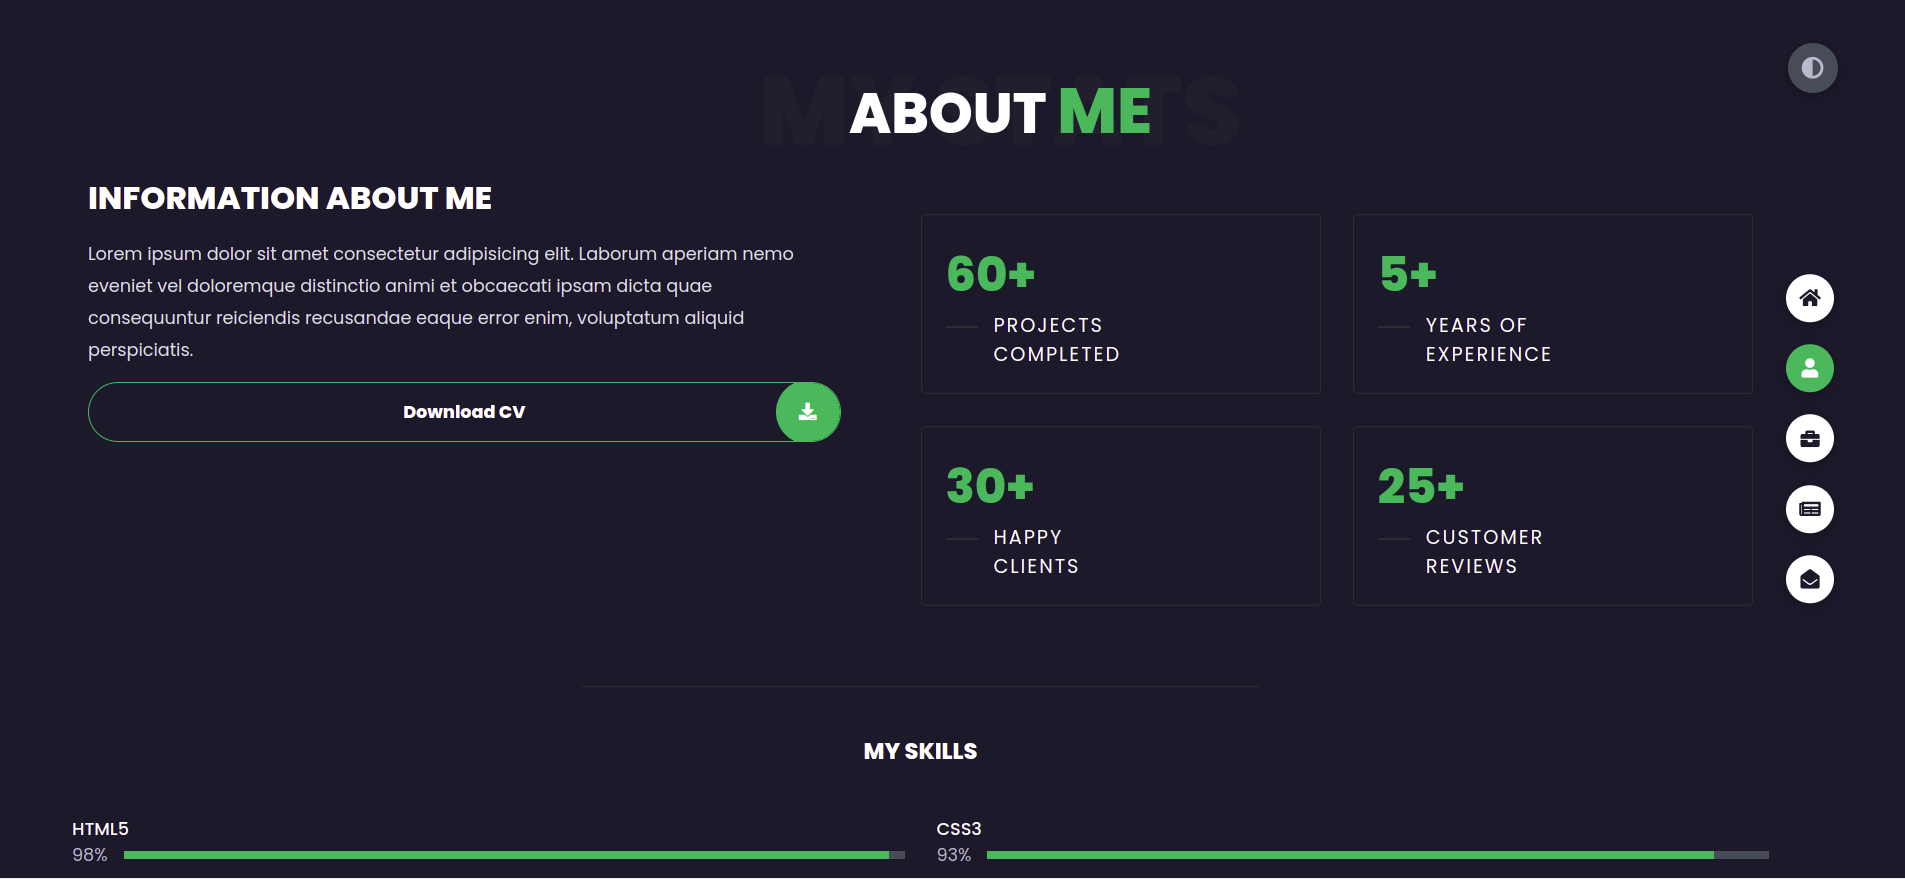 MY STATS
ABOUT ME
INFORMATION ABOUT ME
Lorem ipsum dolor sit amet consectetur adipisicing elit. Laborum aperiam nemo
eveniet vel doloremque distinctio animi et obcaecati ipsam dicta quae
consequuntur reiciendis recusandae eaque error enim, voluptatum aliquid
perspiciatis.
Download CV
60+
PROJECTS
COMPLETED
5+
YEARS OF
EXPERIENCE
30+
HAPPY
CLIENTS
25+
CUSTOMER
REVIEWS
MY SKILLS
HTML5
98%
CSS3
93%